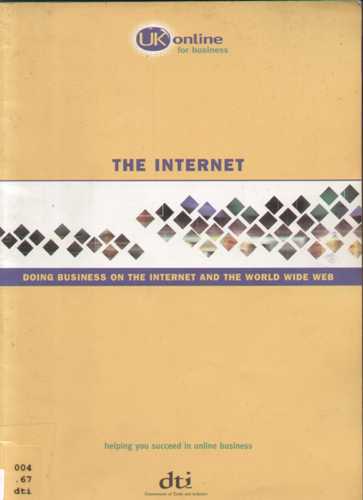 UK online
for business
THE INTERNET
DOING BUSINESS ON THE INTERNET AND THE WORLD WIDE WEB
helping you succeed in online business
004
.67
dti
dti
Department of Trade and Industry